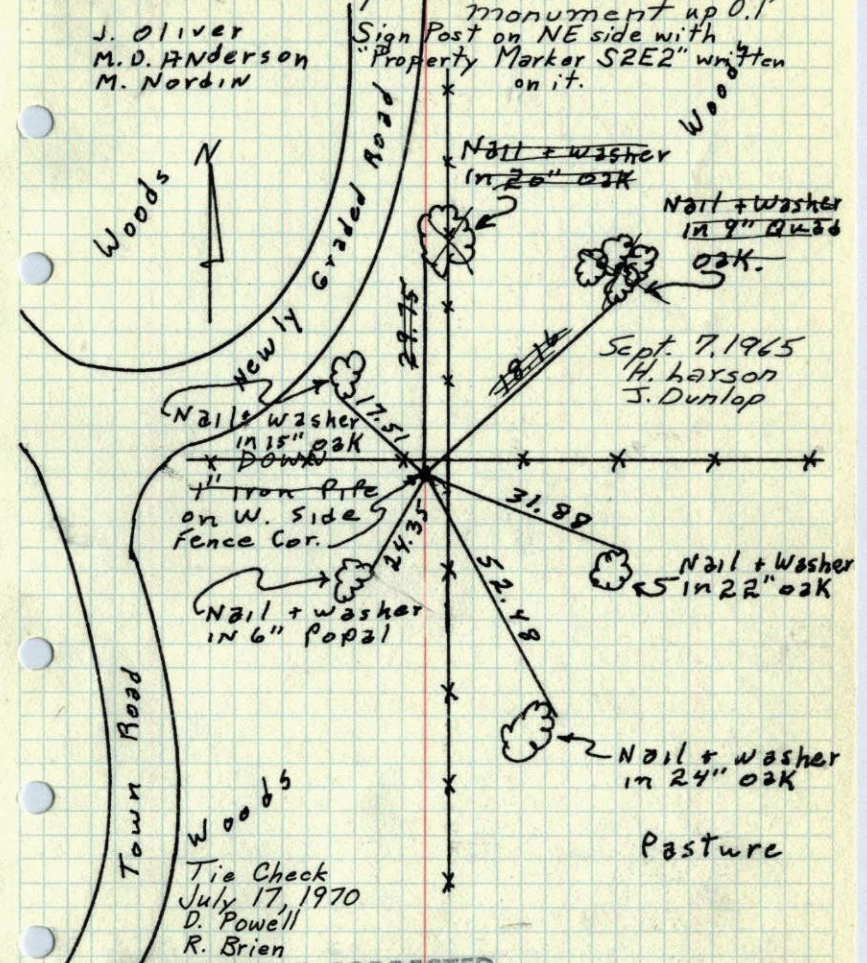 monument up 0.1'
J. Oliver
M.D. Anderson
M. Nordin
Sign Post on NE side with
"Property Marker S2E2" written
on it.
Woods
Nail + washer
in 20" oak
Nail + Washer
in 9" Quad
oak.
Woods
N
Newly Graded Road
29.75
18.16
Sept. 7, 1965
H. Larson
J. Dunlop
17.51
Nail + washer
in 15" oak
DOWN
1" Iron Pipe
on W. Side
Fence Cor.
24.35
31.88
52.48
Nail + Washer
in 22" oak
Nail + washer
in 6" Popal
Nail + washer
in 24" oak
Town Road
Woods
Pasture
Tie Check
July 17, 1970
D. Powell
R. Brien